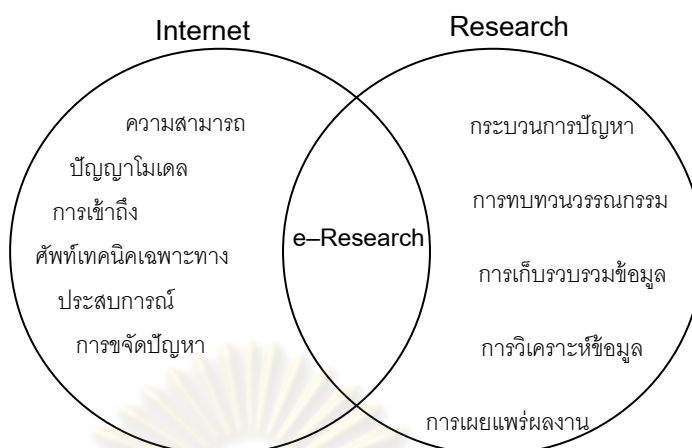 Internet
Research
ความสามารถ
ปัญญาโมเดล
การเข้าถึง
ศัพท์เทคนิคเฉพาะทาง
ประสบการณ์
การขจัดปัญหา
e–Research
กระบวนการปัญหา
การทบทวนวรรณกรรม
การเก็บรวบรวมข้อมูล
การวิเคราะห์ข้อมูล
การเผยแพร่ผลงาน